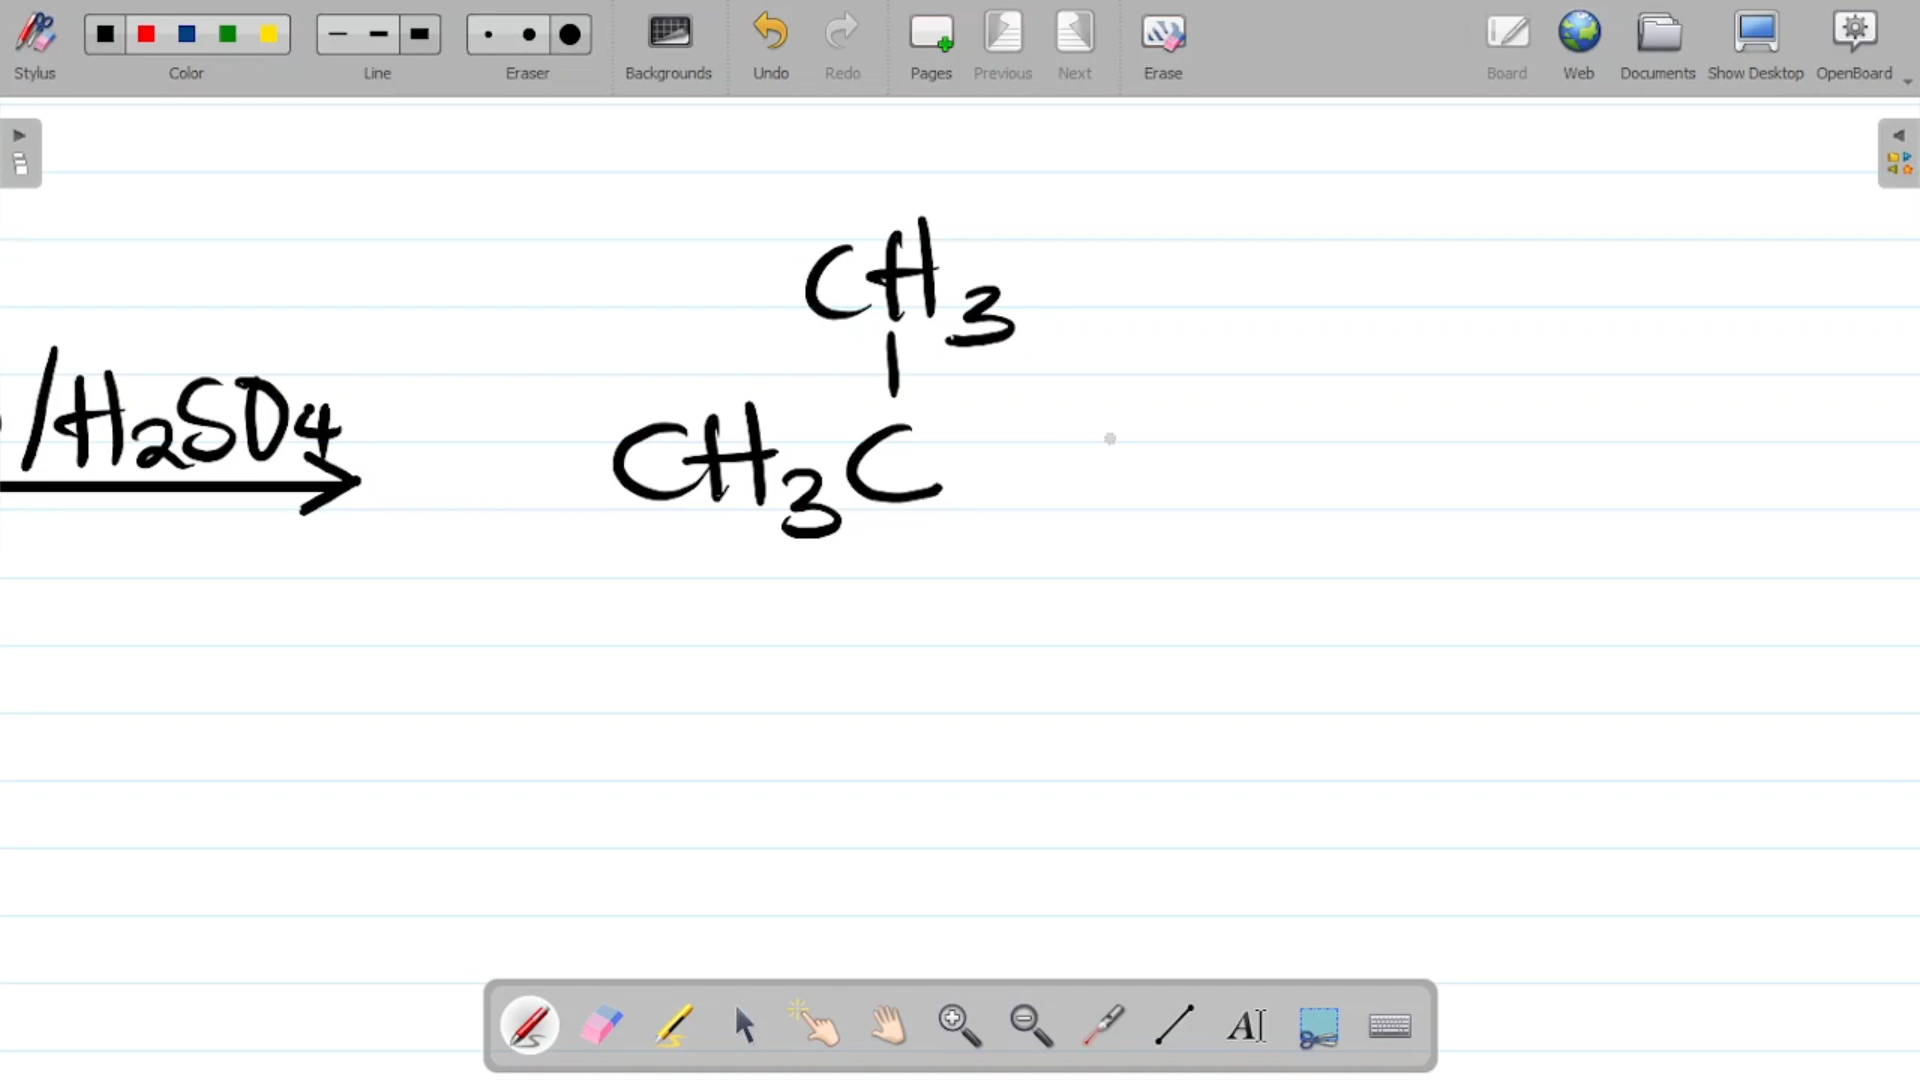 Stylus
Color
Line
Eraser
Backgrounds
Undo
Redo
Pages
Previous
Next
Erase
Board
Web
Documents
Show Desktop
OpenBoard
CH3
/H2SO4
CH3C